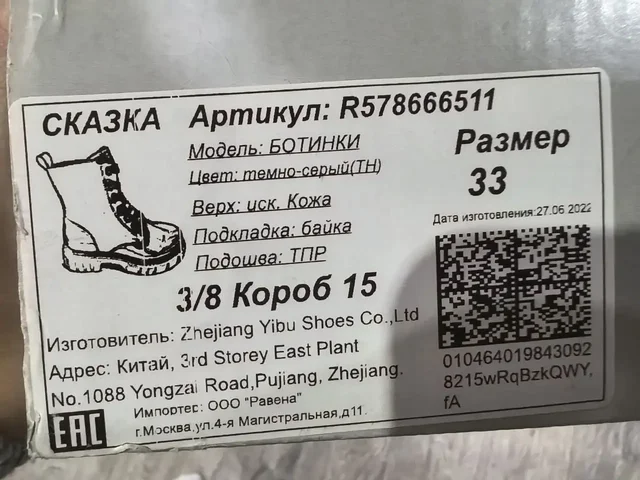 СКАЗКА Артикул: R578666511
Модель: БОТИНКИ
Цвет: темно-серый(TH)
Верх: иск. Кожа
Подкладка: байка
Подошва: ТПР
Размер
33
Дата изготовления:27.06 2022
3/8 Короб 15
Изготовитель: Zhejiang Yibu Shoes Co.,Ltd
Адрес: Китай, 3rd Storey East Plant
No.1088 Yongzai Road,Pujiang, Zhejiang.
Импортер: ООО "Равена"
г.Москва,ул.4-я Магистральная,д11.
EAC
010464019843092
8215wRqBzkQWY,
fA